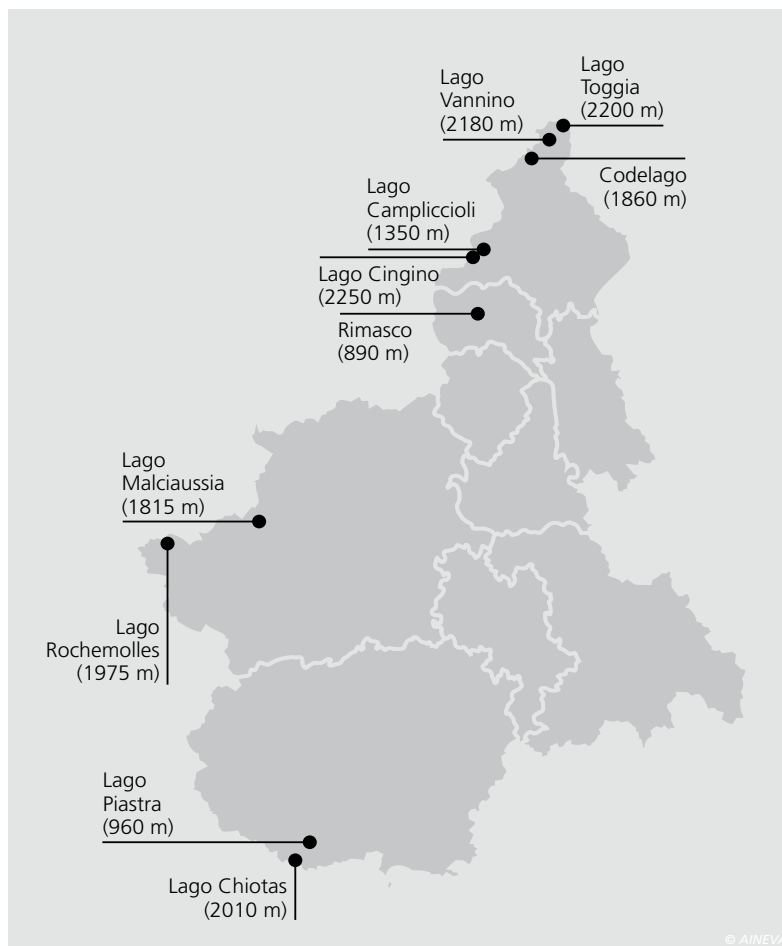 Lago
Toggia
(2200 m)
Lago
Vannino
(2180 m)
Codelago
(1860 m)
Lago
Campliccioli
(1350 m)
Lago Cingino
(2250 m)
Rimasco
(890 m)
Lago
Malciaussia
(1815 m)
Lago
Rochemolles
(1975 m)
Lago
Piastra
(960 m)
Lago Chiotas
(2010 m)
© AINEVA